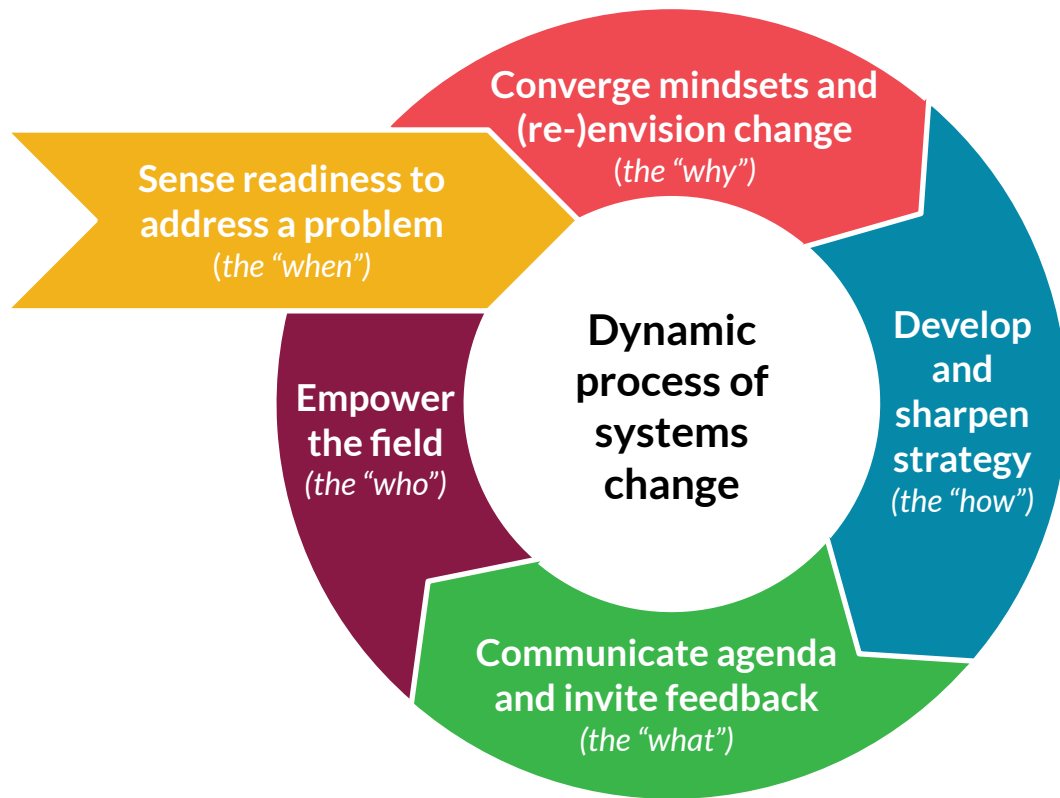 Sense readiness to
address a problem
(the “when”)
Converge mindsets and
(re-)envision change
(the “why”)
Develop
and
sharpen
strategy
(the “how”)
Communicate agenda
and invite feedback
(the “what”)
Empower
the field
(the “who”)
Dynamic
process of
systems
change